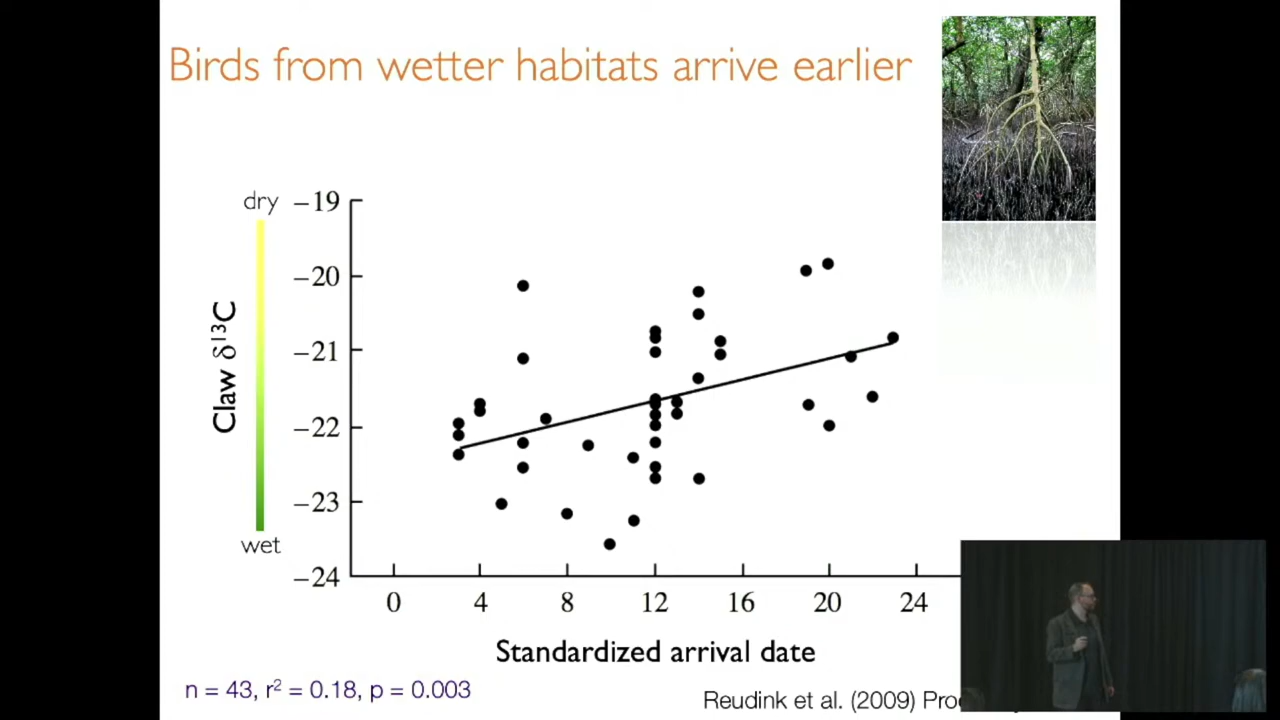 Birds from wetter habitats arrive earlier
dry
−19
−20
−21
−22
−23
−24
Claw δ¹³C
wet
0 4 8 12 16 20 24
Standardized arrival date
n = 43, r² = 0.18, p = 0.003
Reudink et al. (2009)